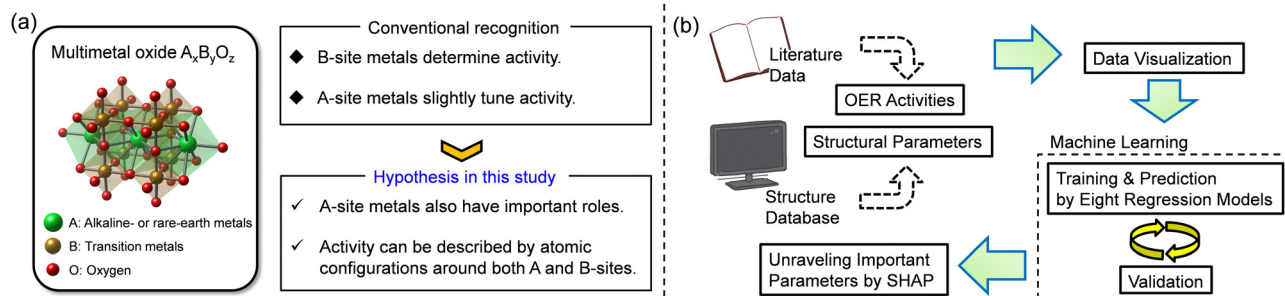 (a)
Multimetal oxide AₓBᵧO_z
A: Alkaline- or rare-earth metals
B: Transition metals
O: Oxygen
Conventional recognition
◆ B-site metals determine activity.
◆ A-site metals slightly tune activity.
Hypothesis in this study
✓ A-site metals also have important roles.
✓ Activity can be described by atomic
configurations around both A and B-sites.
(b)
Literature
Data
OER Activities
Structural Parameters
Structure
Database
Data Visualization
Machine Learning
Training & Prediction
by Eight Regression Models
Validation
Unraveling Important
Parameters by SHAP